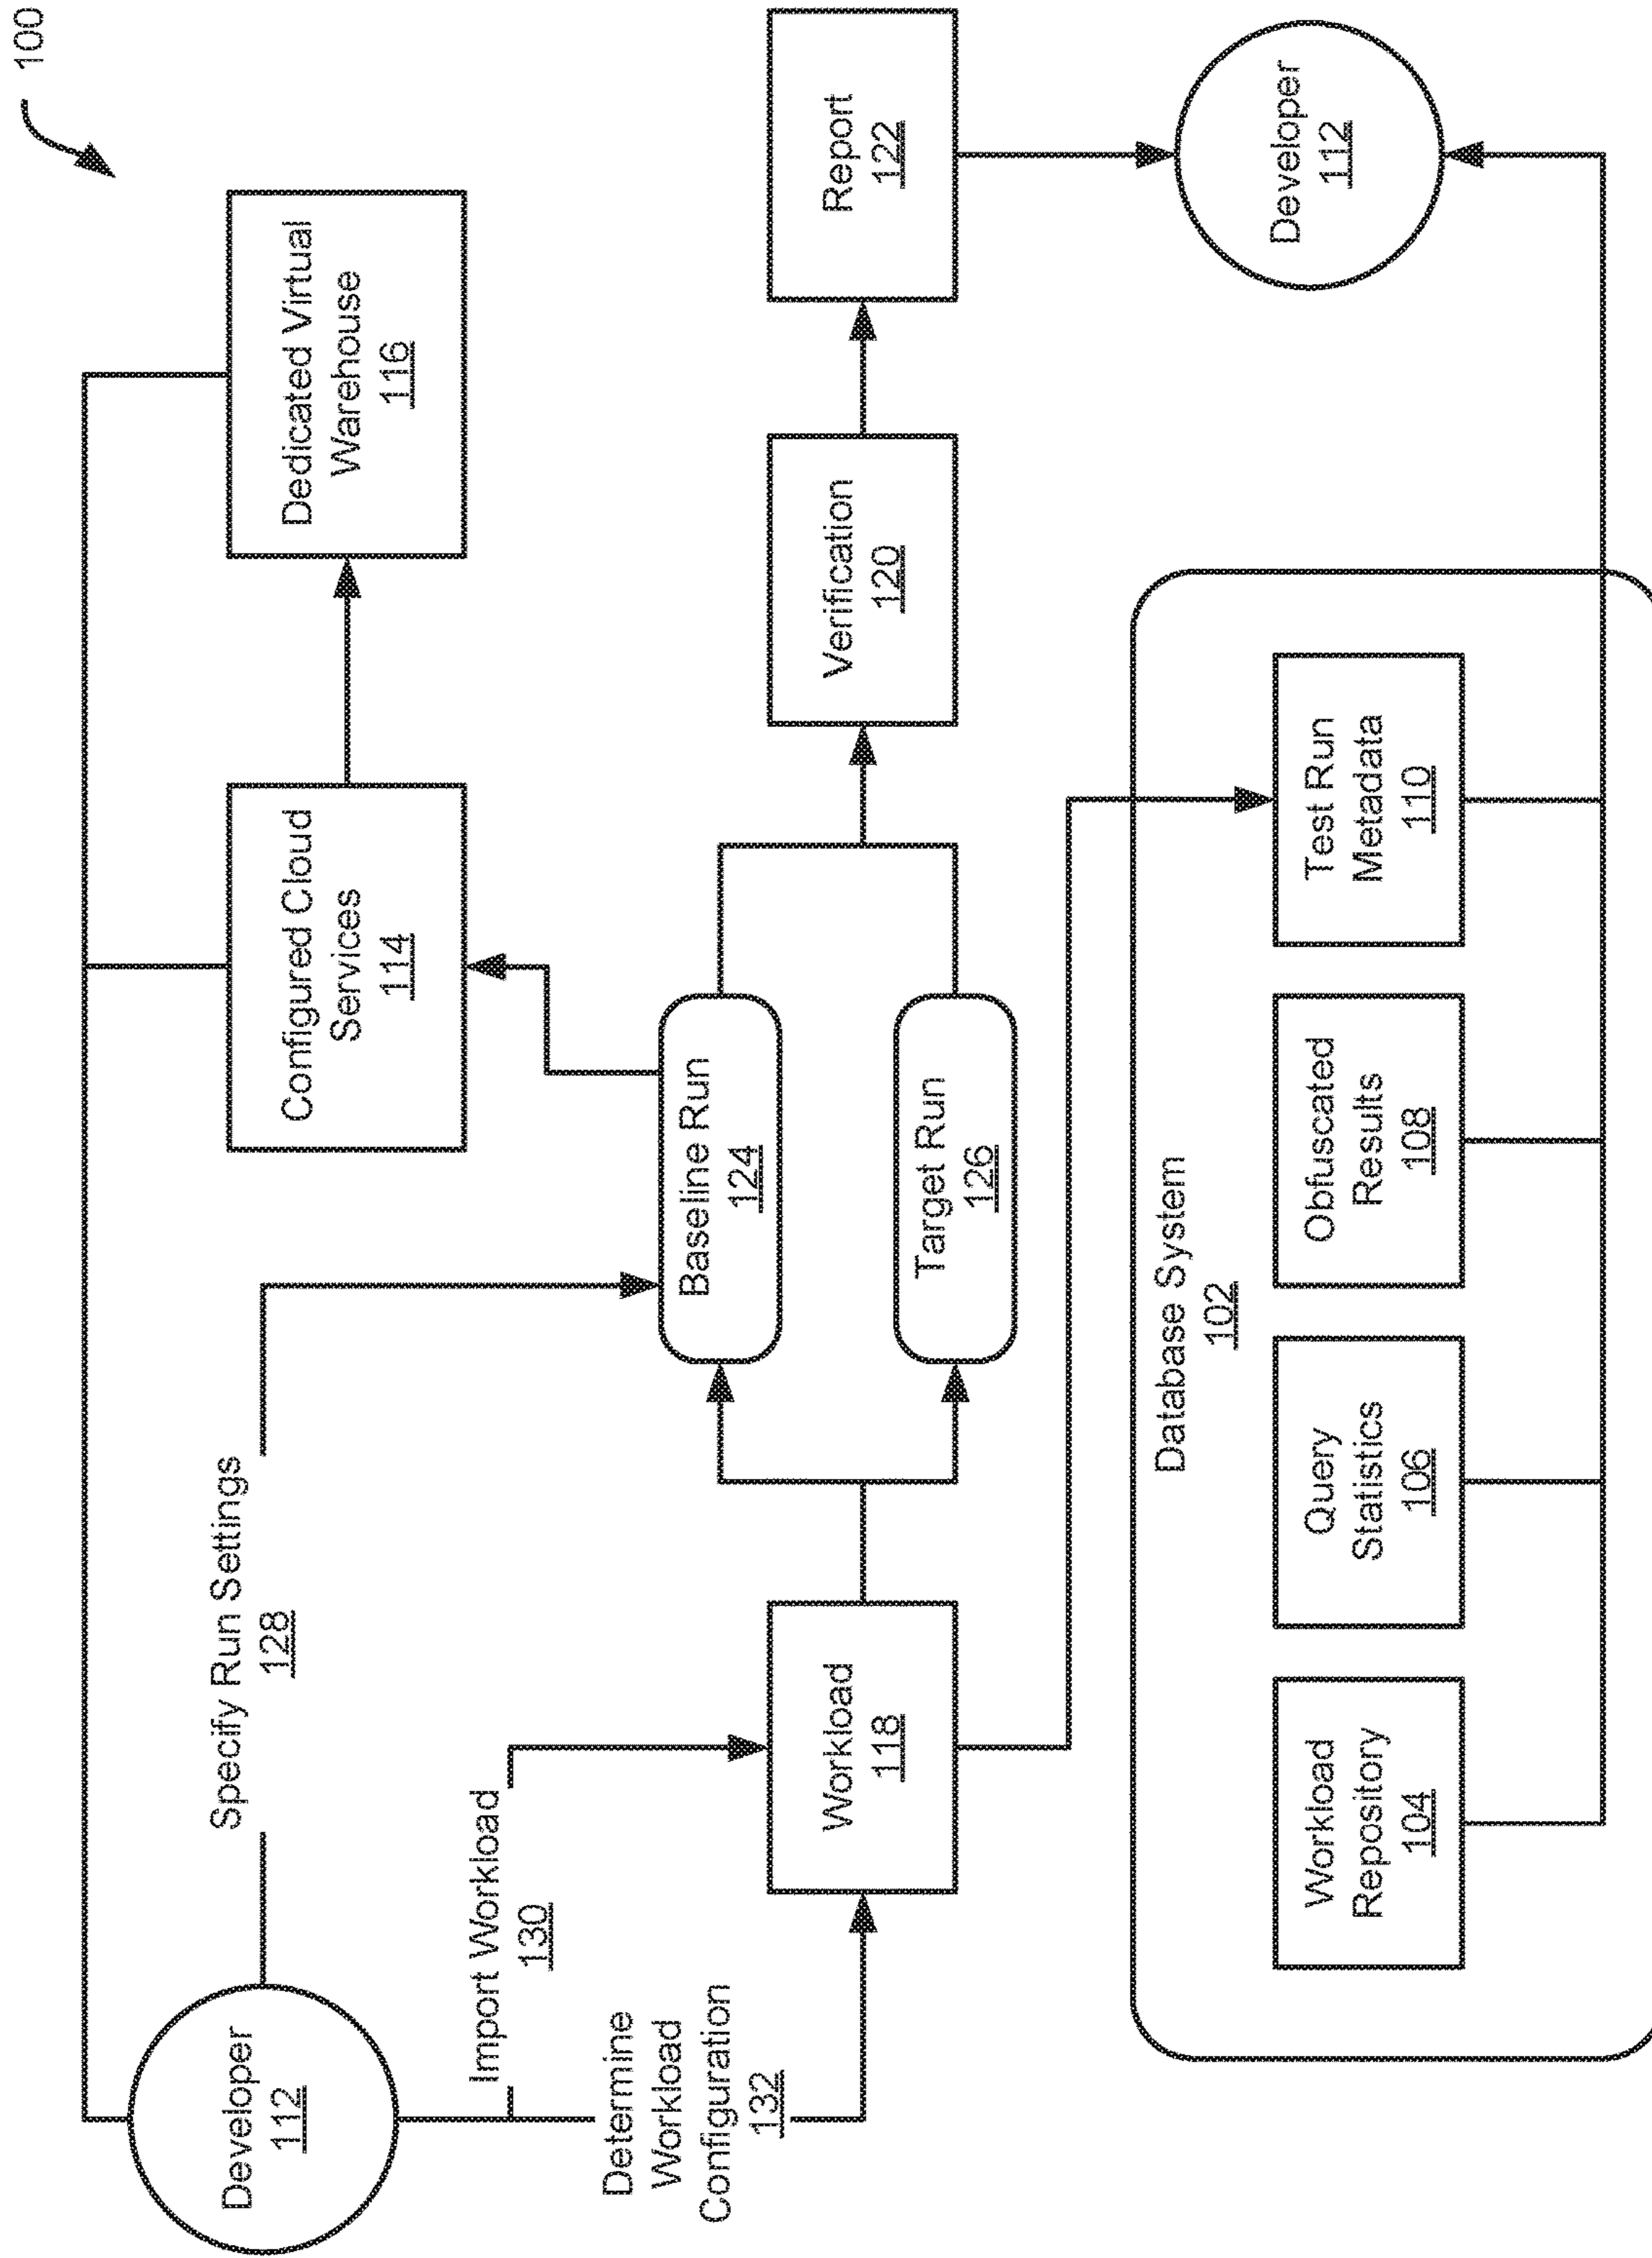 100
Developer
112
Specify Run Settings
128
Configured Cloud
Services
114
Dedicated Virtual
Warehouse
116
Import Workload
130
Determine
Workload
Configuration
132
Workload
118
Baseline Run
124
Target Run
126
Verification
120
Report
122
Developer
112
Database System
102
Workload
Repository
104
Query
Statistics
106
Obfuscated
Results
108
Test Run
Metadata
110